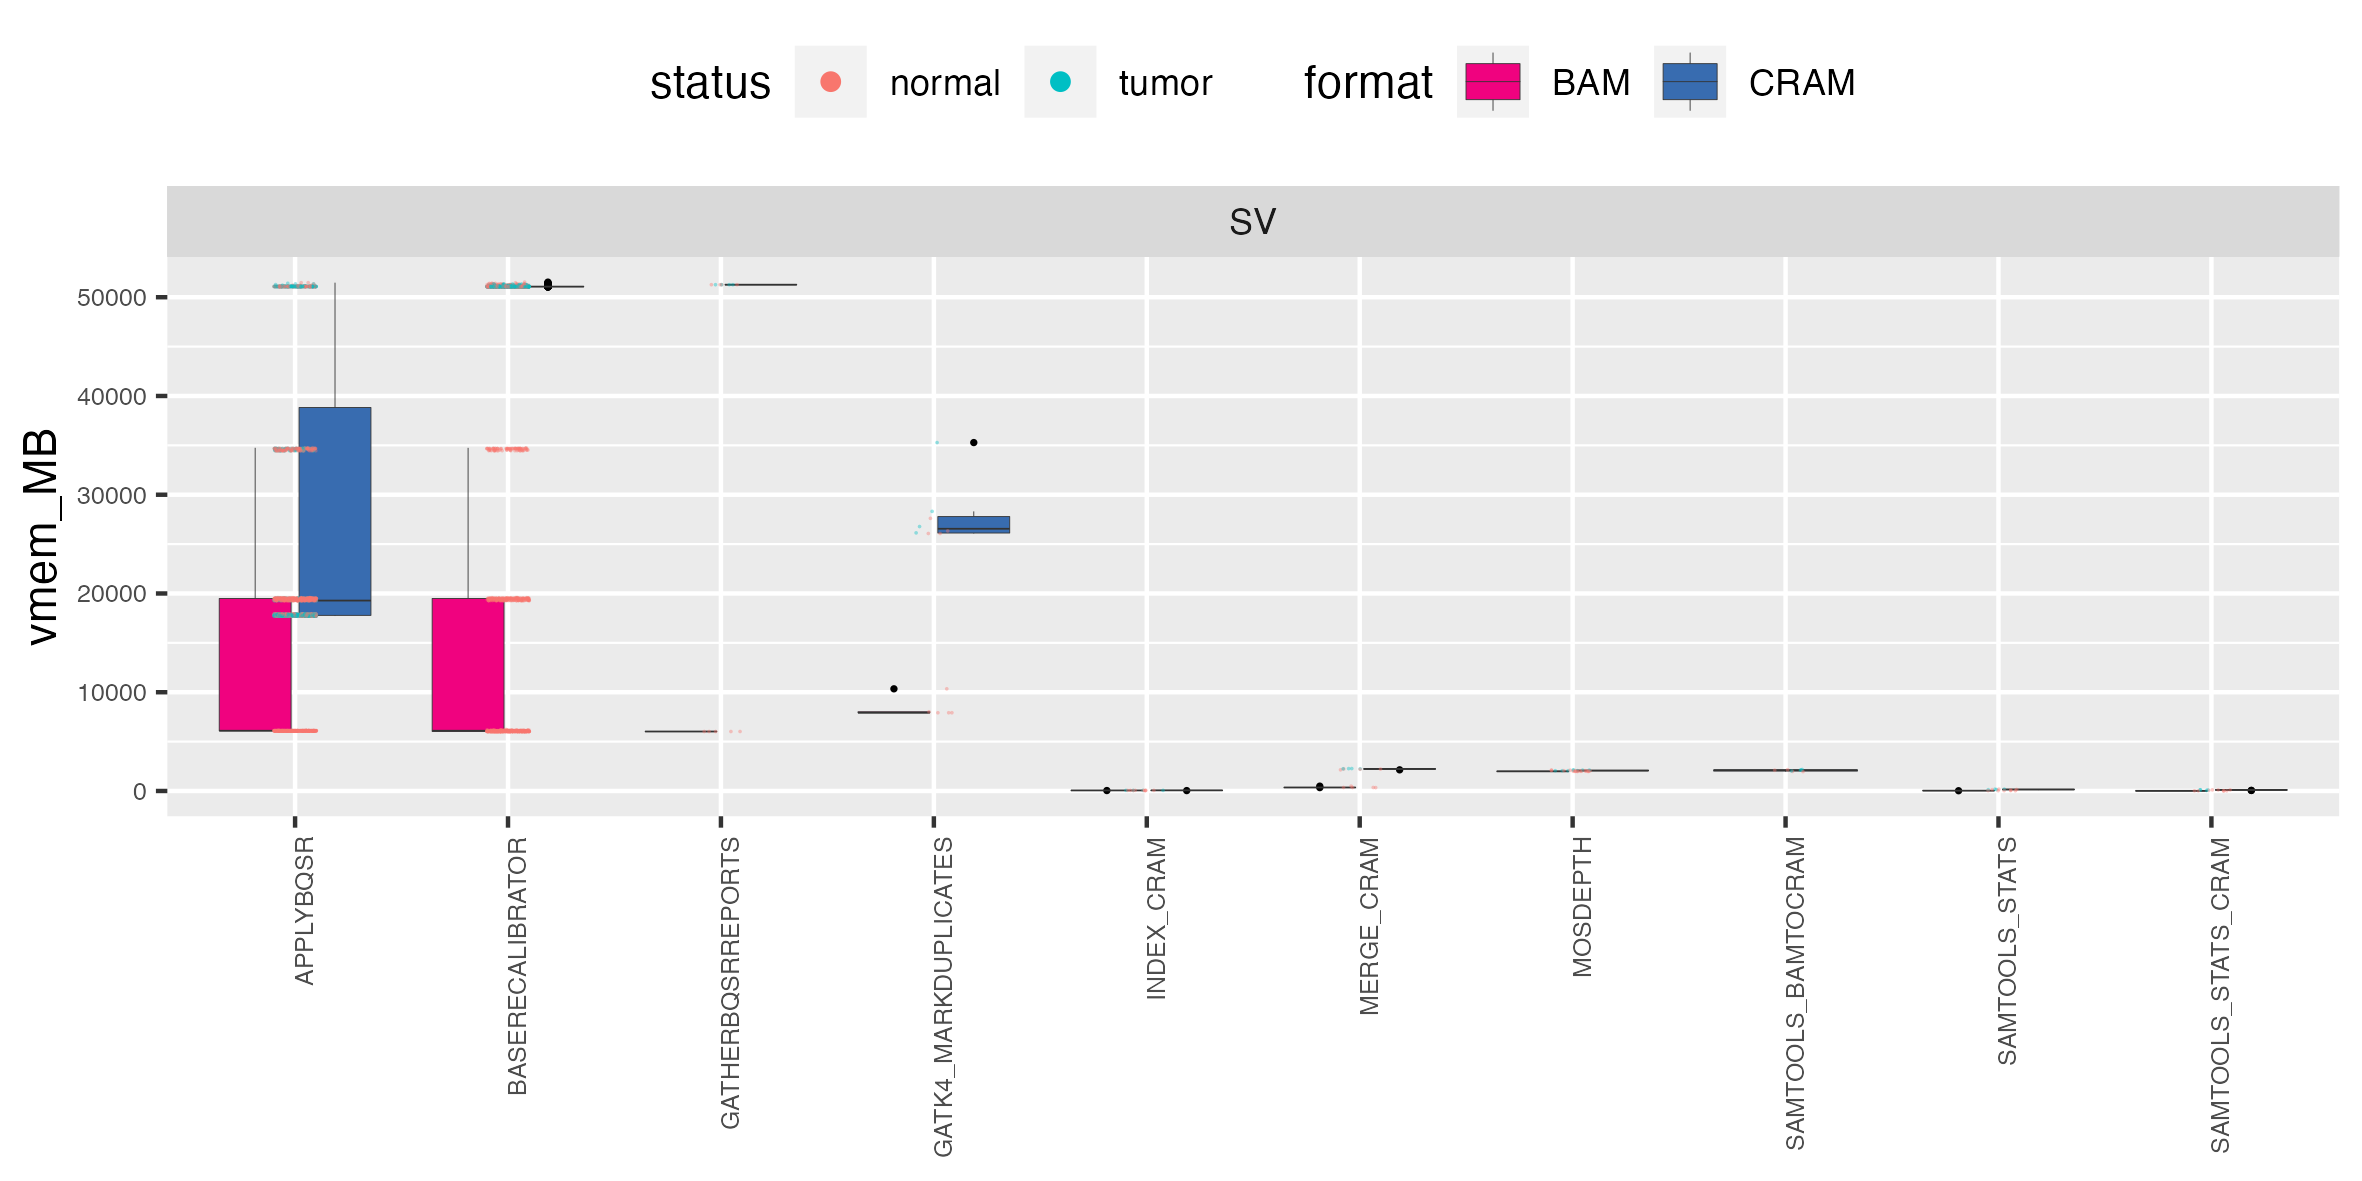 status normal tumor format BAM CRAM
SV
vmem_MB
50000
40000
30000
20000
10000
0
APPLYBQSR
BASERECALIBRATOR
GATHERBQSRREPORTS
GATK4_MARKDUPLICATES
INDEX_CRAM
MERGE_CRAM
MOSDEPTH
SAMTOOLS_BAMTOCRAM
SAMTOOLS_STATS
SAMTOOLS_STATS_CRAM